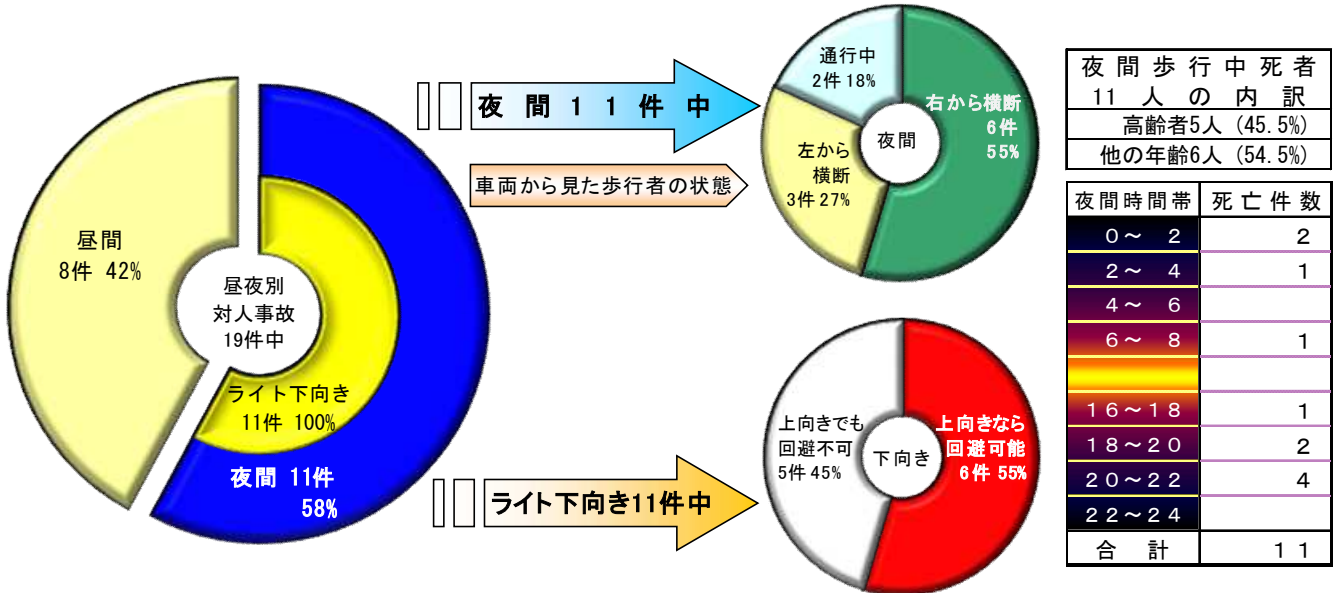 昼間
8件 42%
昼夜別
対人事故
19件中
ライト下向き
11件 100%
夜間 11件
58%
夜間11件中
車両から見た歩行者の状態
通行中
2件 18%
右から横断
6件
55%
左から
横断
3件 27%
夜間
ライト下向き11件中
上向きでも
回避不可
5件 45%
下向き
上向きなら
回避可能
6件 55%
夜間歩行中死者
11人の内訳
高齢者5人 (45.5%)
他の年齢6人 (54.5%)
夜間時間帯 死亡件数
0～ 2 2
2～ 4 1
4～ 6
6～ 8 1
16～18 1
18～20 2
20～22 4
22～24
合計 11